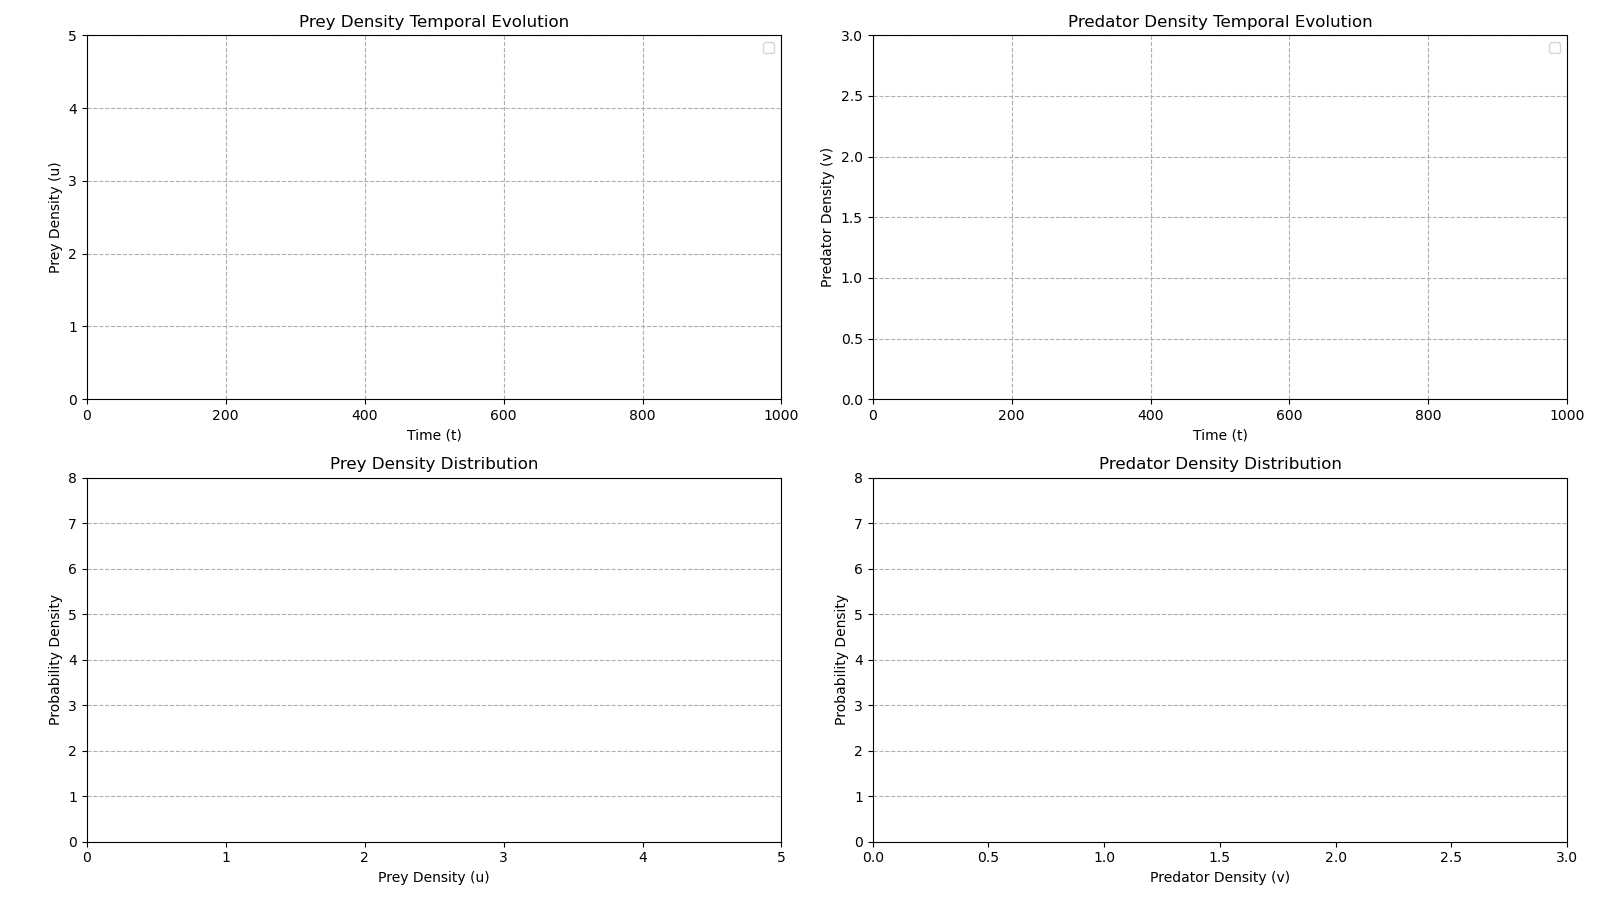 Prey Density Temporal Evolution
5
4
3
2
1
0
Prey Density (u)
0 200 400 600 800 1000
Time (t)
Predator Density Temporal Evolution
3.0
2.5
2.0
1.5
1.0
0.5
0.0
Predator Density (v)
0 200 400 600 800 1000
Time (t)
Prey Density Distribution
8
7
6
5
4
3
2
1
0
Probability Density
0 1 2 3 4 5
Prey Density (u)
Predator Density Distribution
8
7
6
5
4
3
2
1
0
Probability Density
0.0 0.5 1.0 1.5 2.0 2.5 3.0
Predator Density (v)